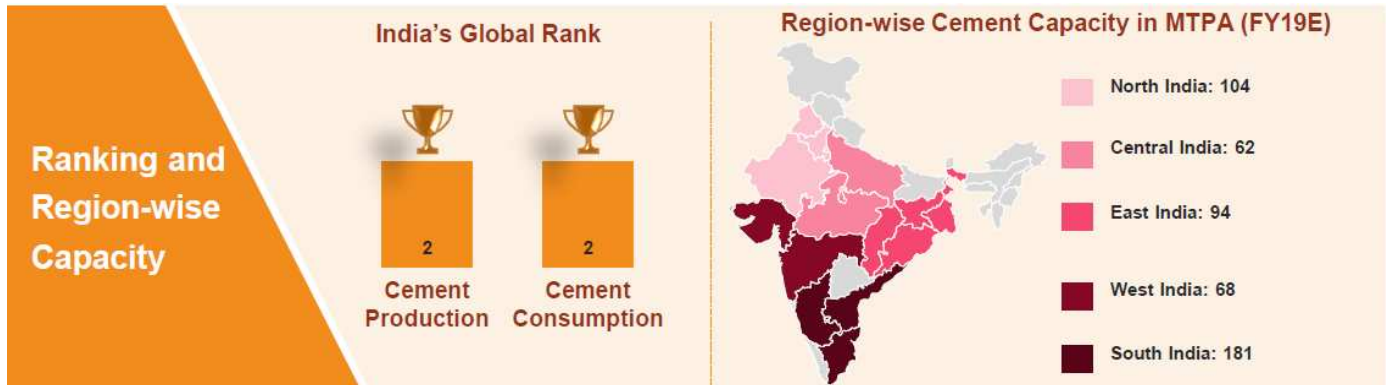 Ranking and
Region-wise
Capacity
India's Global Rank
2
2
Cement
Production
Cement
Consumption
Region-wise Cement Capacity in MTPA (FY19E)
North India: 104
Central India: 62
East India: 94
West India: 68
South India: 181